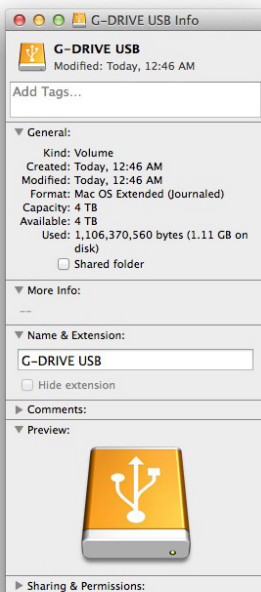 G-DRIVE USB Info
G-DRIVE USB
Modified: Today, 12:46 AM
Add Tags...
General:
Kind: Volume
Created: Today, 12:46 AM
Modified: Today, 12:46 AM
Format: Mac OS Extended (Journaled)
Capacity: 4 TB
Available: 4 TB
Used: 1,106,370,560 bytes (1.11 GB on
disk)
Shared folder
More Info:
--
Name & Extension:
G-DRIVE USB
Hide extension
Comments:
Preview:
Sharing & Permissions: